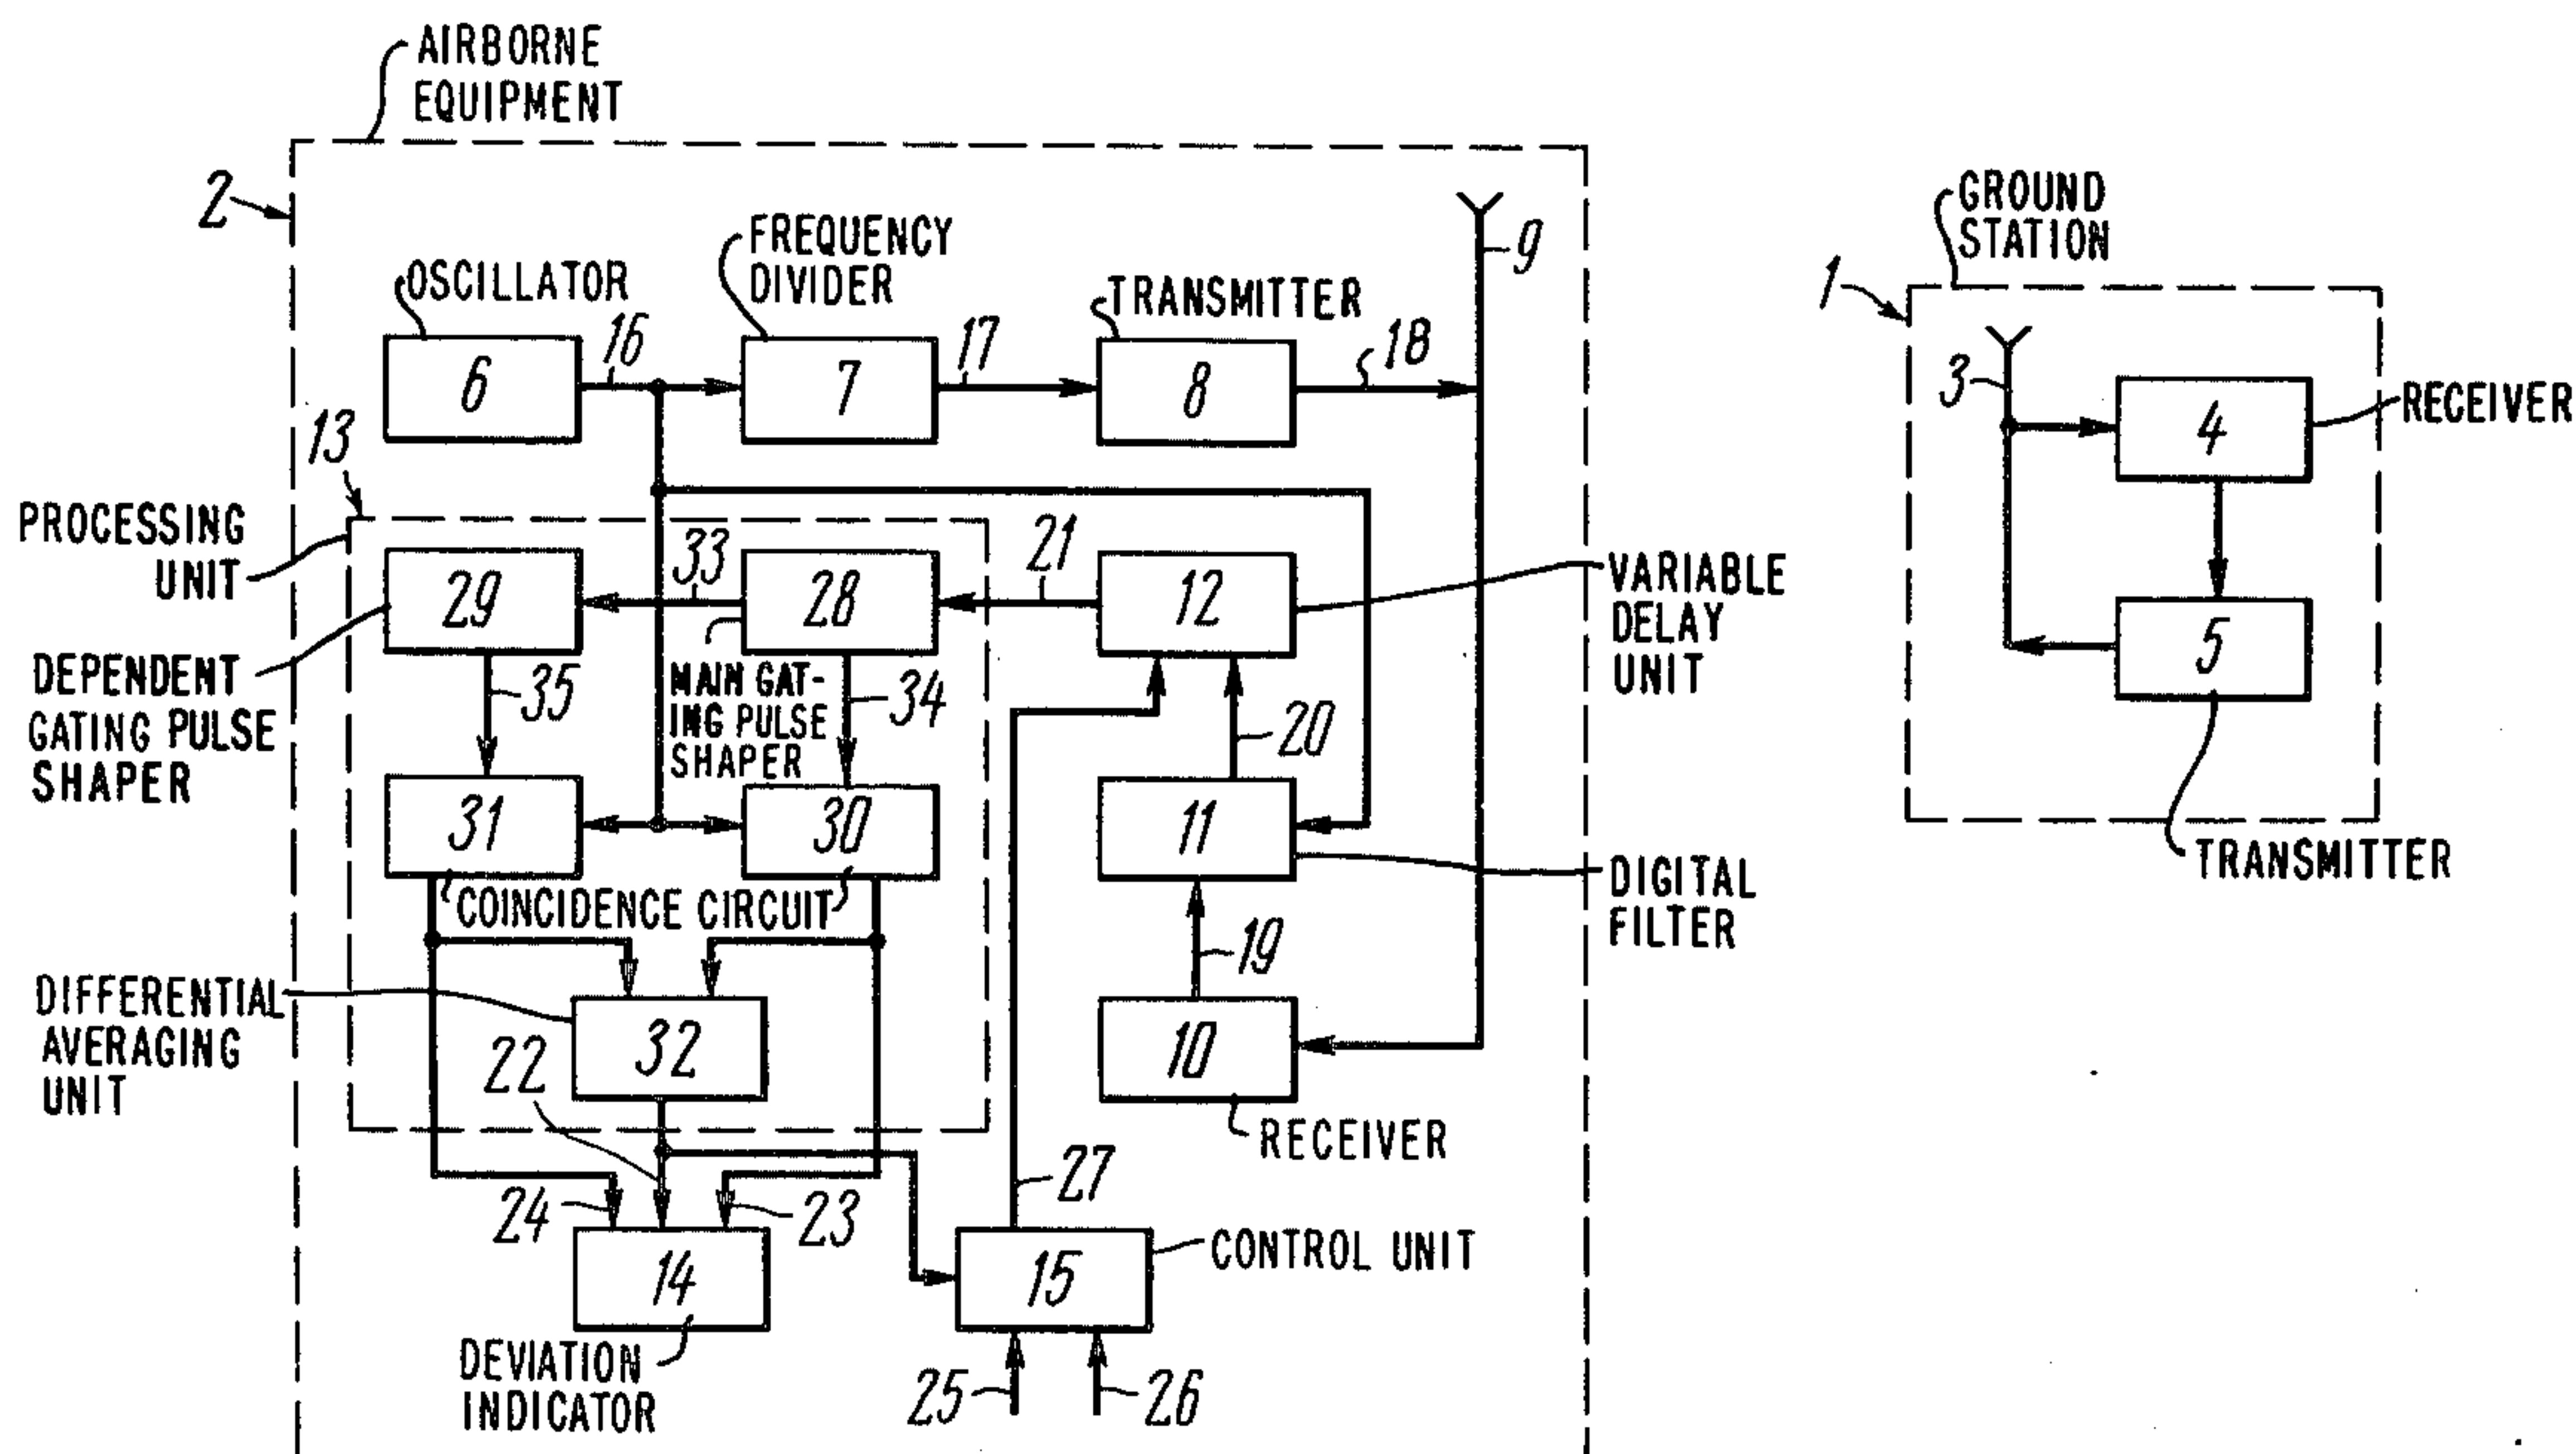 AIRBORNE
EQUIPMENT
2
OSCILLATOR
FREQUENCY
DIVIDER
TRANSMITTER
9
6
16
7
17
8
18
13
PROCESSING
UNIT
29
33
28
21
12
VARIABLE
DELAY
UNIT
DEPENDENT
GATING PULSE
SHAPER
35
MAIN GAT-
ING PULSE
SHAPER
34
20
31
30
11
COINCIDENCE CIRCUIT
DIGITAL
FILTER
19
DIFFERENTIAL
AVERAGING
UNIT
32
22
10
RECEIVER
24
23
27
14
15
CONTROL UNIT
DEVIATION
INDICATOR
25
26
GROUND
STATION
1
3
4
RECEIVER
5
TRANSMITTER